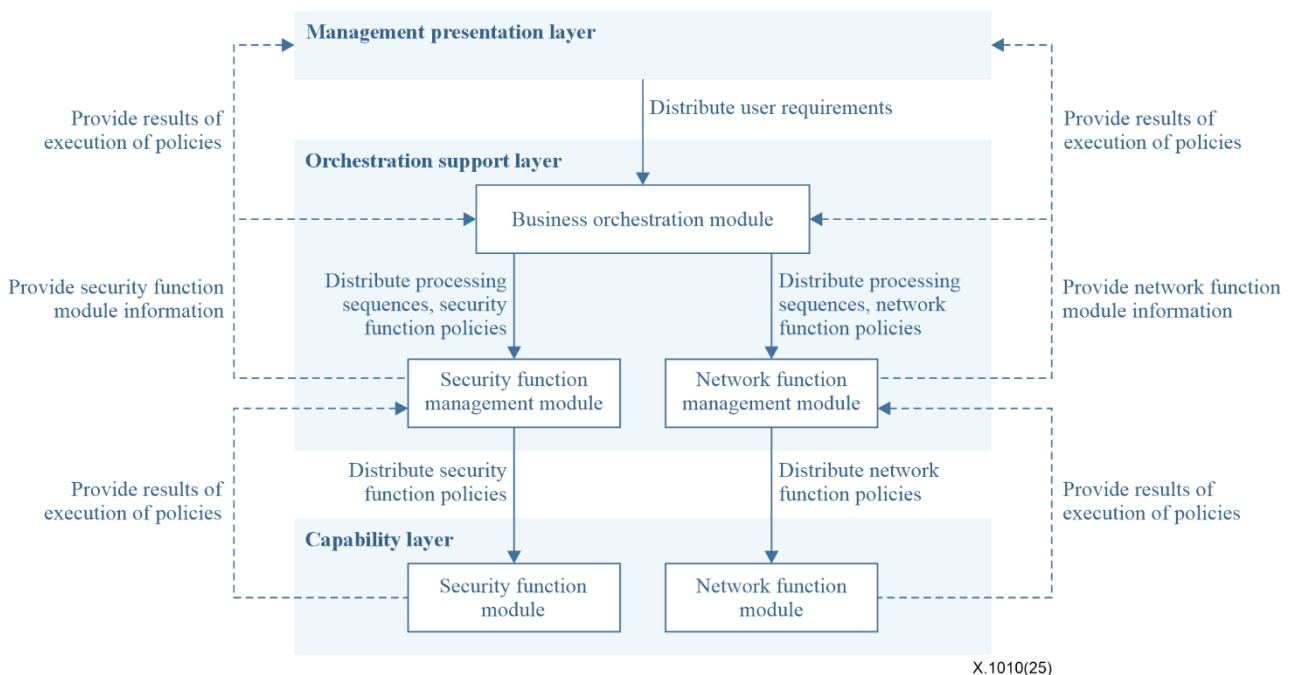 Management presentation layer
Distribute user requirements
Provide results of
execution of policies
Provide results of
execution of policies
Orchestration support layer
Business orchestration module
Provide security function
module information
Distribute processing
sequences, security
function policies
Distribute processing
sequences, network
function policies
Provide network function
module information
Security function
management module
Network function
management module
Provide results of
execution of policies
Distribute security
function policies
Distribute network
function policies
Provide results of
execution of policies
Capability layer
Security function
module
Network function
module
X.1010(25)